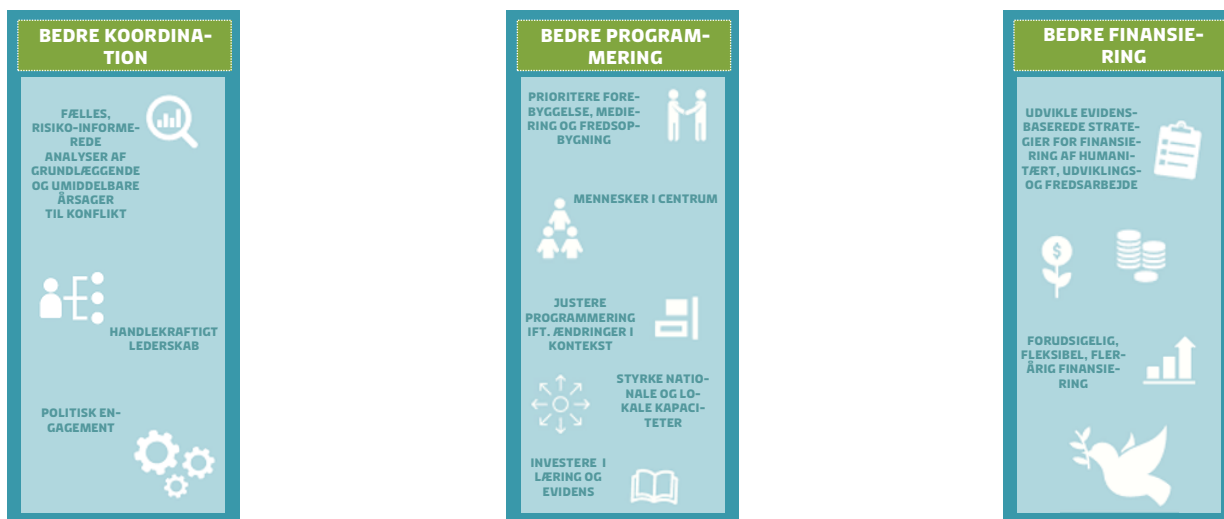 BEDRE KOORDINA-
TION
FÆLLES,
RISIKO-INFORME-
REDE
ANALYSER AF
GRUNDLÆGGENDE
OG UMIDDELBARE
ÅRSAGER
TIL KONFLIKT
HANDLEKRAFTIGT
LEDERSKAB
POLITISK EN-
GAGEMENT
BEDRE PROGRAM-
MERING
PRIORITERE FORE-
BYGGELSE, MEDIE-
RING OG FREDSOP-
BYGNING
MENNESKER I CENTRUM
JUSTERE
PROGRAMMERING
IFT. ÆNDRINGER I
KONTEKST
STYRKE NATIO-
NALE OG LO-
KALE KAPACI-
TETER
INVESTERE I
LÆRING OG
EVIDENS
BEDRE FINANSIE-
RING
UDVIKLE EVIDENS-
BASEREDE STRATE-
GIER FOR FINANSIE-
RING AF HUMANI-
TÆRT, UDVIKLINGS-
OG FREDSARBEJDE
$
FORUDSIGELIG,
FLEKSIBEL, FLER-
ÅRIG FINANSIE-
RING